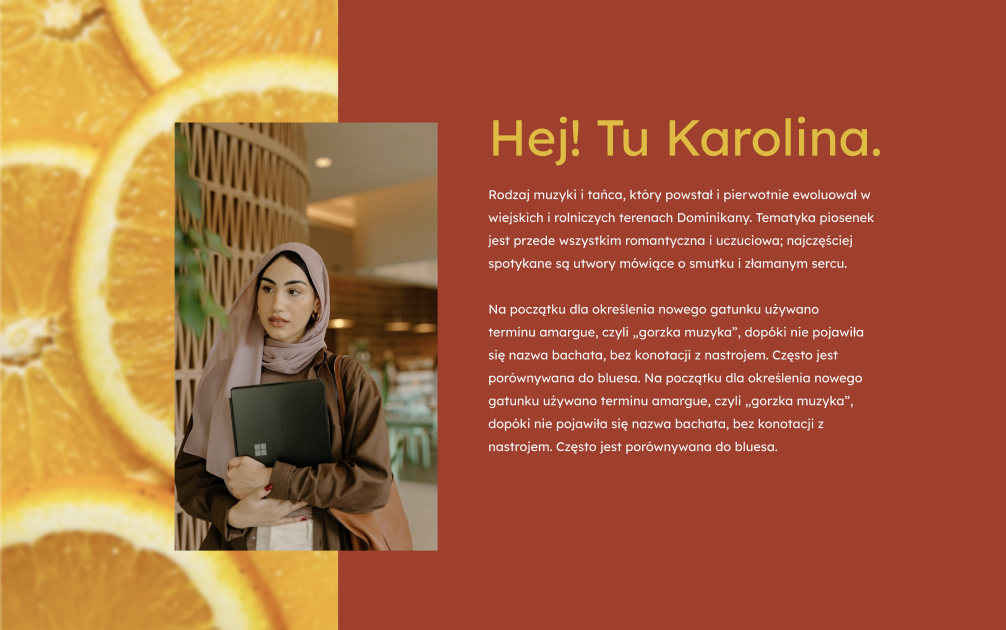 Hej! Tu Karolina.
Rodzaj muzyki i tańca, który powstał i pierwotnie ewoluował w
wiejskich i rolniczych terenach Dominikany. Tematyka piosenek
jest przede wszystkim romantyczna i uczuciowa; najczęściej
spotykane są utwory mówiące o smutku i złamanym sercu.
Na początku dla określenia nowego gatunku używano
terminu amargue, czyli „gorzka muzyka”, dopóki nie pojawiła
się nazwa bachata, bez konotacji z nastrojem. Często jest
porównywana do bluesa. Na początku dla określenia nowego
gatunku używano terminu amargue, czyli „gorzka muzyka”,
dopóki nie pojawiła się nazwa bachata, bez konotacji z
nastrojem. Często jest porównywana do bluesa.